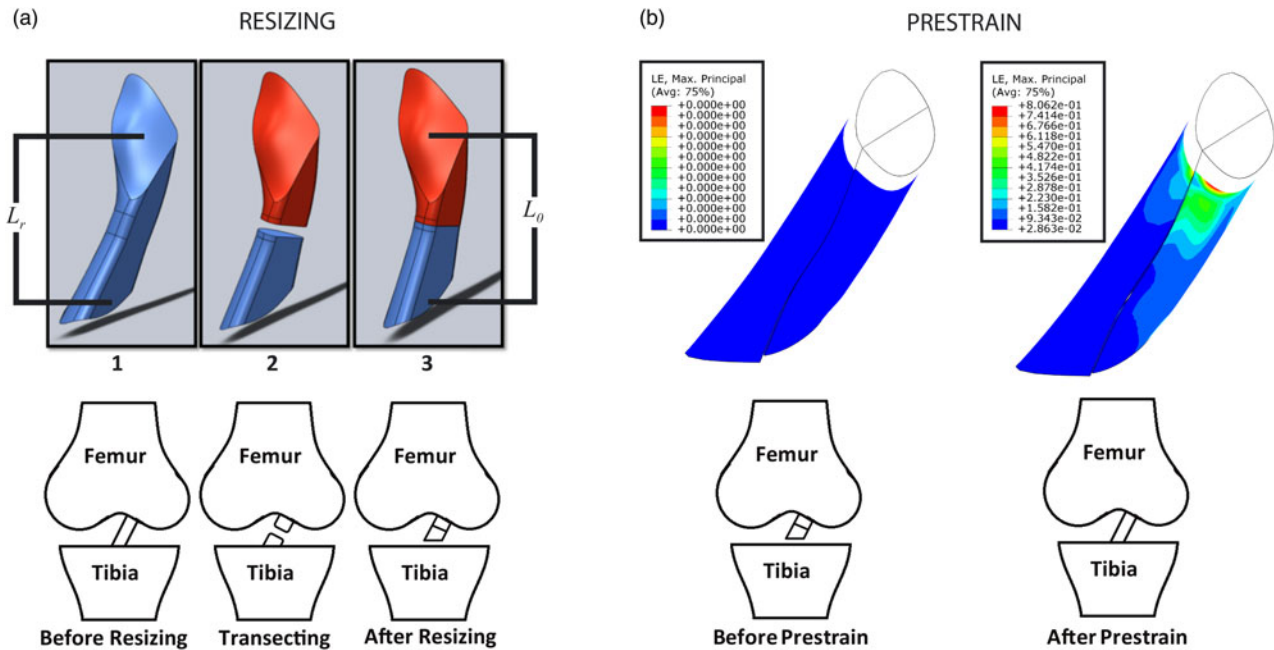 (a)
RESIZING
Lr
L0
1
2
3
Femur
Femur
Femur
Tibia
Tibia
Tibia
Before Resizing
Transecting
After Resizing
(b)
PRESTRAIN
LE, Max. Principal
(Avg: 75%)
+0.000e+00
+0.000e+00
+0.000e+00
+0.000e+00
+0.000e+00
+0.000e+00
+0.000e+00
+0.000e+00
+0.000e+00
+0.000e+00
+0.000e+00
+0.000e+00
+0.000e+00
LE, Max. Principal
(Avg: 75%)
+8.062e-01
+7.414e-01
+6.766e-01
+6.118e-01
+5.470e-01
+4.822e-01
+4.174e-01
+3.526e-01
+2.878e-01
+2.230e-01
+1.582e-01
+9.343e-02
+2.863e-02
Femur
Femur
Tibia
Tibia
Before Prestrain
After Prestrain